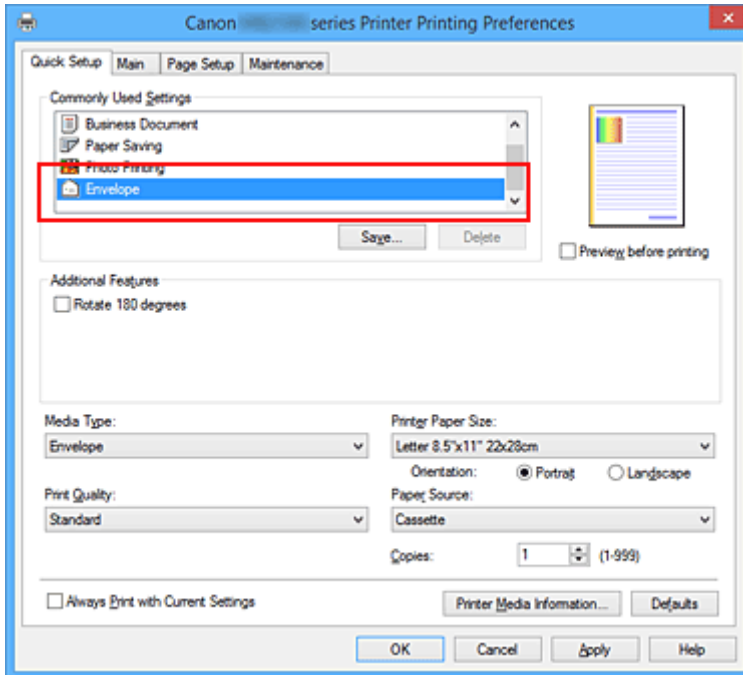 Canon series Printer Printing Preferences
Quick Setup Main Page Setup Maintenance
Commonly Used Settings
Business Document
Paper Saving
Photo Printing
Envelope
Save... Delete
Preview before printing
Additional Features
Rotate 180 degrees
Media Type: Printer Paper Size:
Envelope Letter 8.5"x11" 22x28cm
Orientation: Portrait Landscape
Print Quality: Paper Source:
Standard Cassette
Copies: 1 (1-999)
Always Print with Current Settings Printer Media Information... Defaults
OK Cancel Apply Help